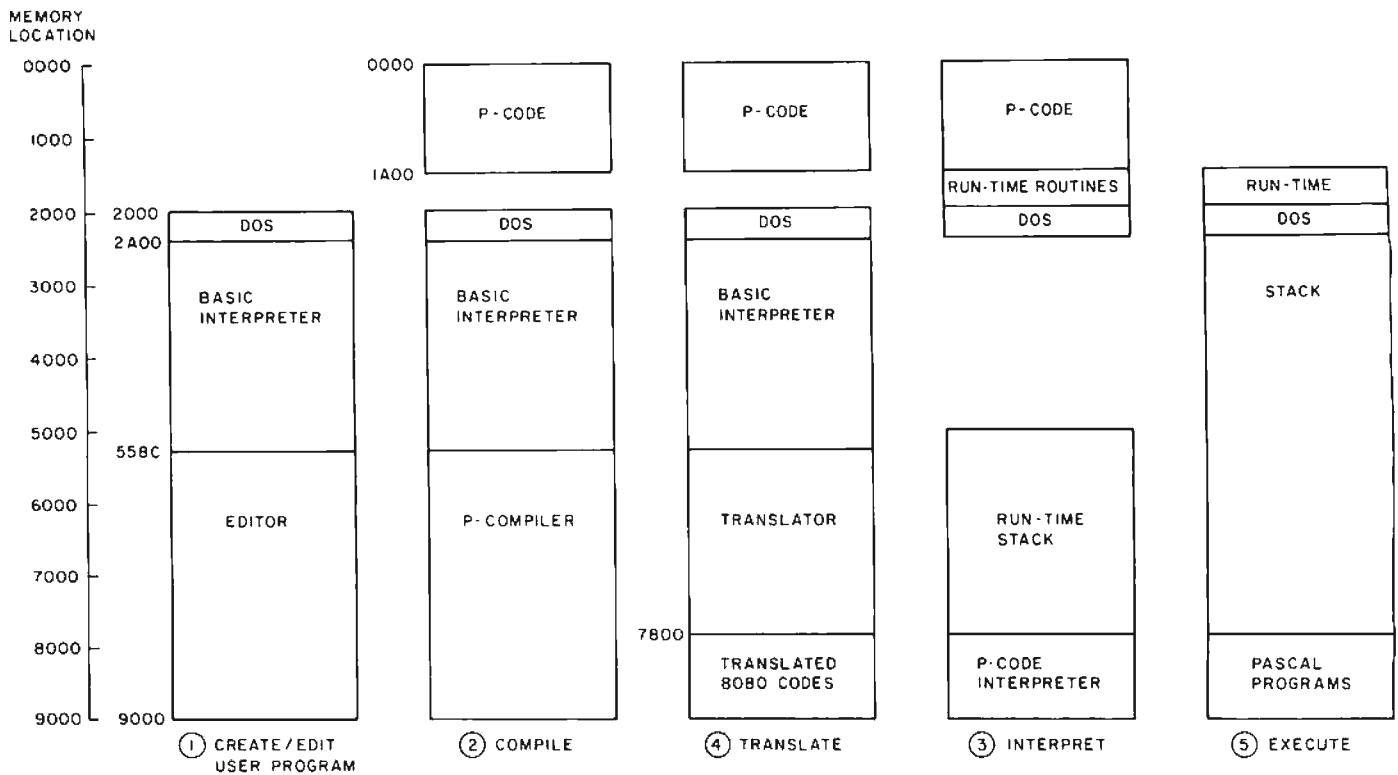 MEMORY
LOCATION
0000
1000
2000
3000
4000
5000
6000
7000
8000
9000
2000
2A00
558C
9000
DOS
BASIC
INTERPRETER
EDITOR
1 CREATE/EDIT
USER PROGRAM
0000
1A00
P-CODE
DOS
BASIC
INTERPRETER
P-COMPILER
2 COMPILE
P-CODE
DOS
BASIC
INTERPRETER
TRANSLATOR
7800
TRANSLATED
8080 CODES
4 TRANSLATE
P-CODE
RUN-TIME ROUTINES
DOS
RUN-TIME
STACK
P-CODE
INTERPRETER
3 INTERPRET
RUN-TIME
DOS
STACK
PASCAL
PROGRAMS
5 EXECUTE